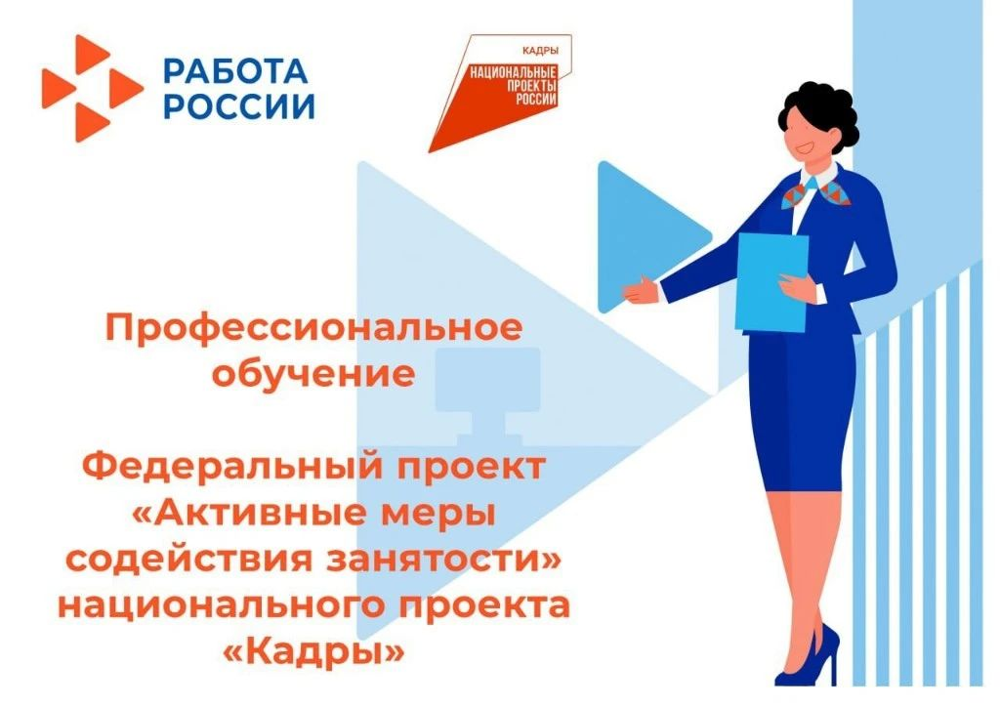 РАБОТА
РОССИИ
КАДРЫ
НАЦИОНАЛЬНЫЕ
ПРОЕКТЫ
РОССИИ
Профессиональное
обучение
Федеральный проект
«Активные меры
содействия занятости»
национального проекта
«Кадры»